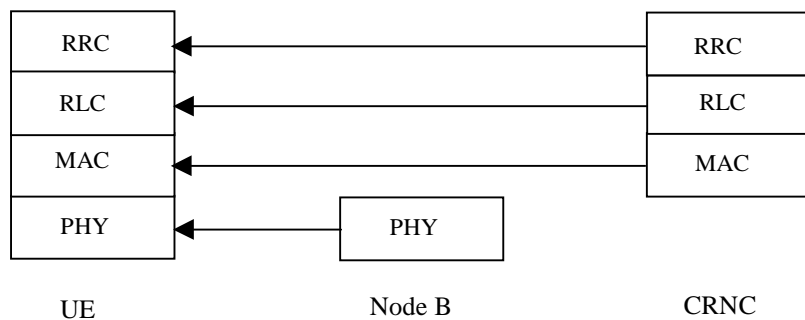 RRC RRC
RLC RLC
MAC MAC
PHY PHY
UE Node B CRNC